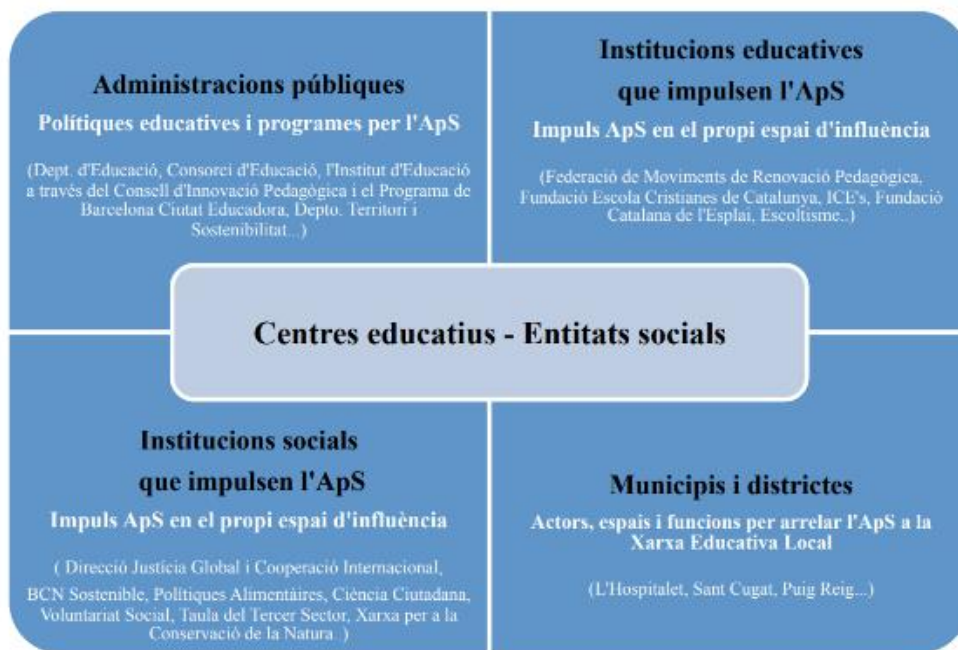 Administracions públiques
Polítiques educatives i programes per l'ApS
(Dept. d'Educació, Consorci d'Educació, l'Institut d'Educació
a través del Consell d'Innovació Pedagògica i el Programa de
Barcelona Ciutat Educadora, Depto. Territori i
Sostenibilitat...)
Institucions educatives
que impulsen l'ApS
Impuls ApS en el propi espai d'influència
(Federació de Moviments de Renovació Pedagògica,
Fundació Escola Cristianes de Catalunya, ICE's, Fundació
Catalana de l'Esplai, Escoltisme..)
Centres educatius - Entitats socials
Institucions socials
que impulsen l'ApS
Impuls ApS en el propi espai d'influència
( Direcció Justícia Global i Cooperació Internacional,
BCN Sostenible, Polítiques Alimentàires, Ciència Ciutadana,
Voluntariat Social, Taula del Tercer Sector, Xarxa per a la
Conservació de la Natura..)
Municipis i districtes
Actors, espais i funcions per arrelar l'ApS a la
Xarxa Educativa Local
(L'Hospitalet, Sant Cugat, Puig Reig...)